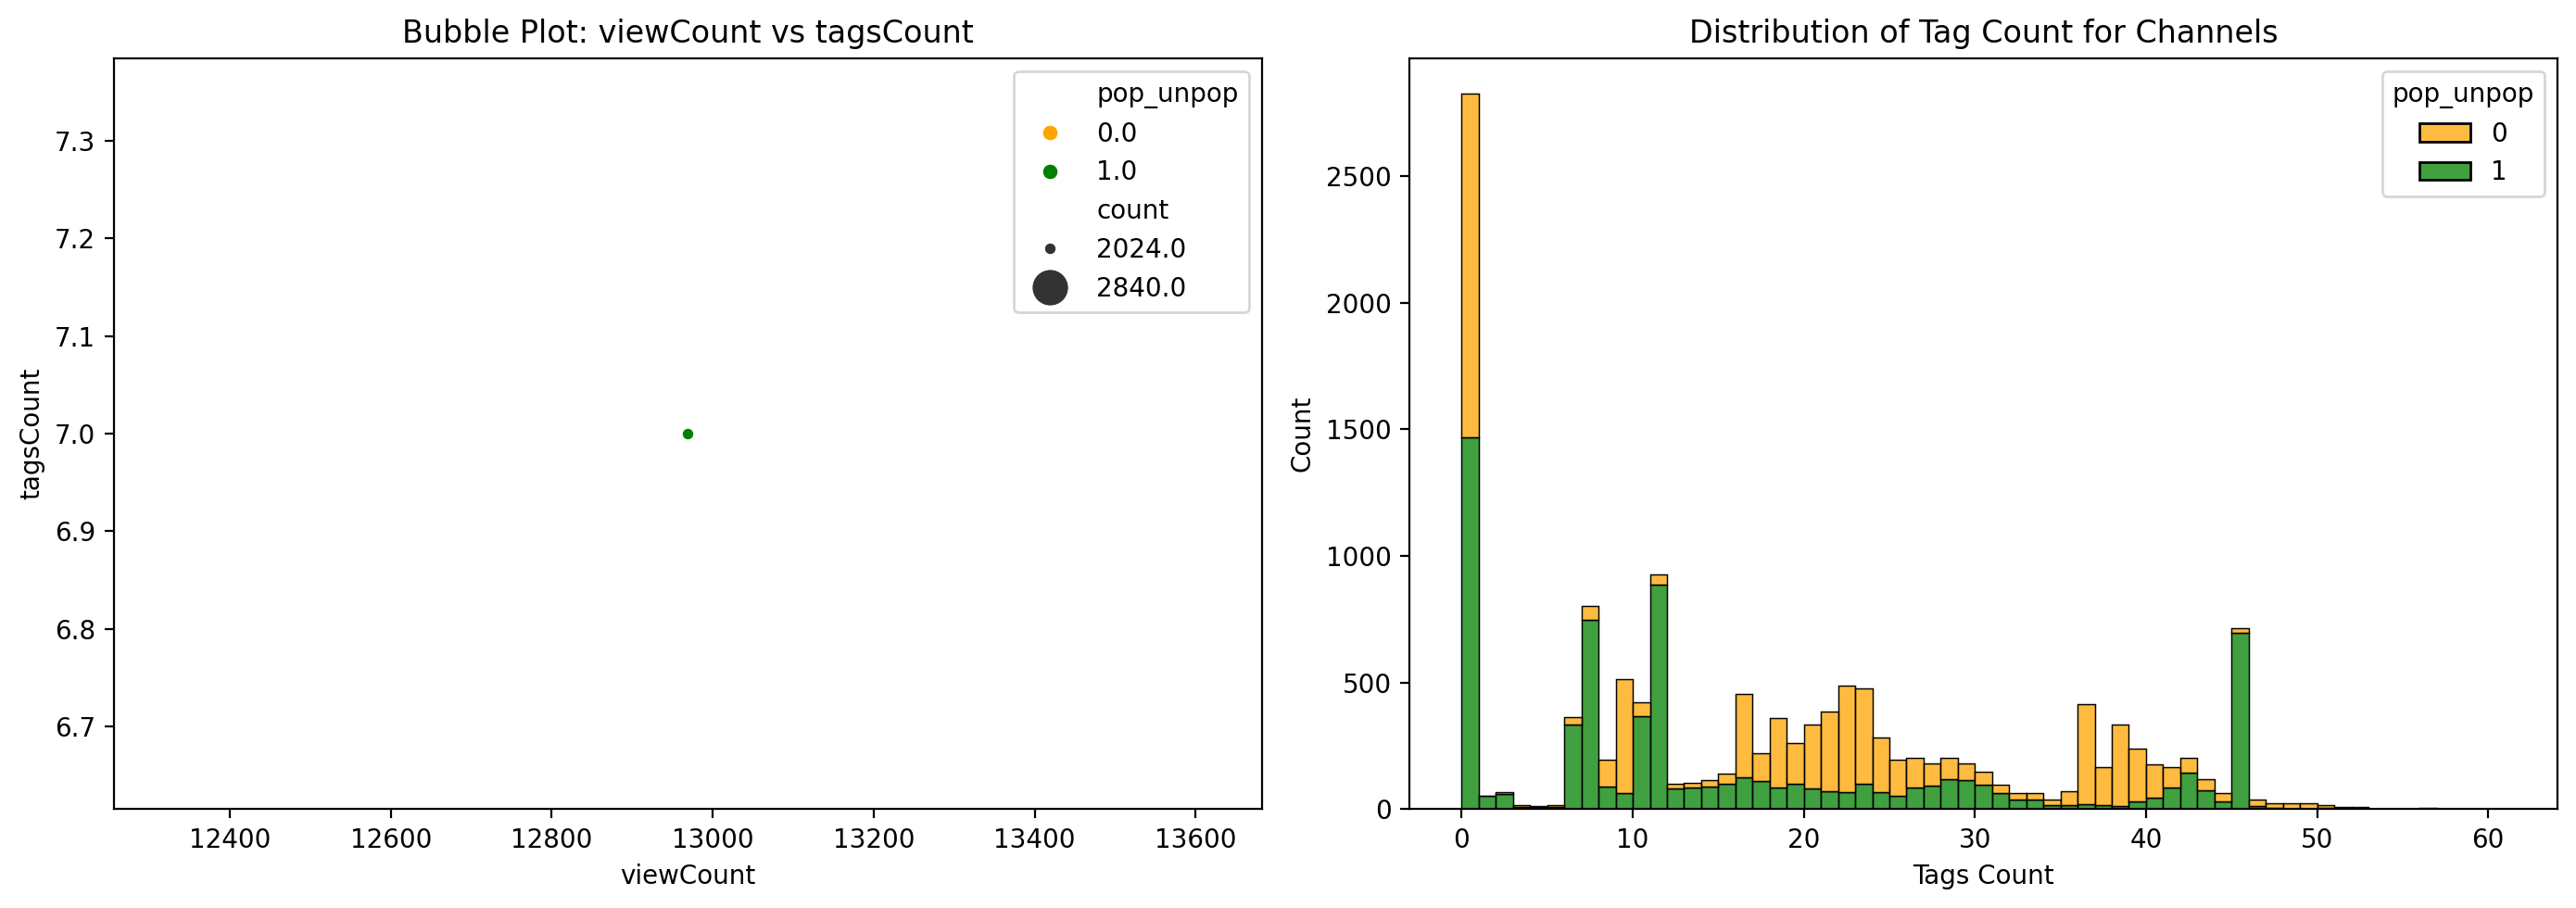 Bubble Plot: viewCount vs tagsCount
pop_unpop
0.0
1.0
count
2024.0
2840.0
tagsCount
7.3
7.2
7.1
7.0
6.9
6.8
6.7
12400 12600 12800 13000 13200 13400 13600
viewCount
Distribution of Tag Count for Channels
pop_unpop
0
1
Count
2500
2000
1500
1000
500
0
0 10 20 30 40 50 60
Tags Count